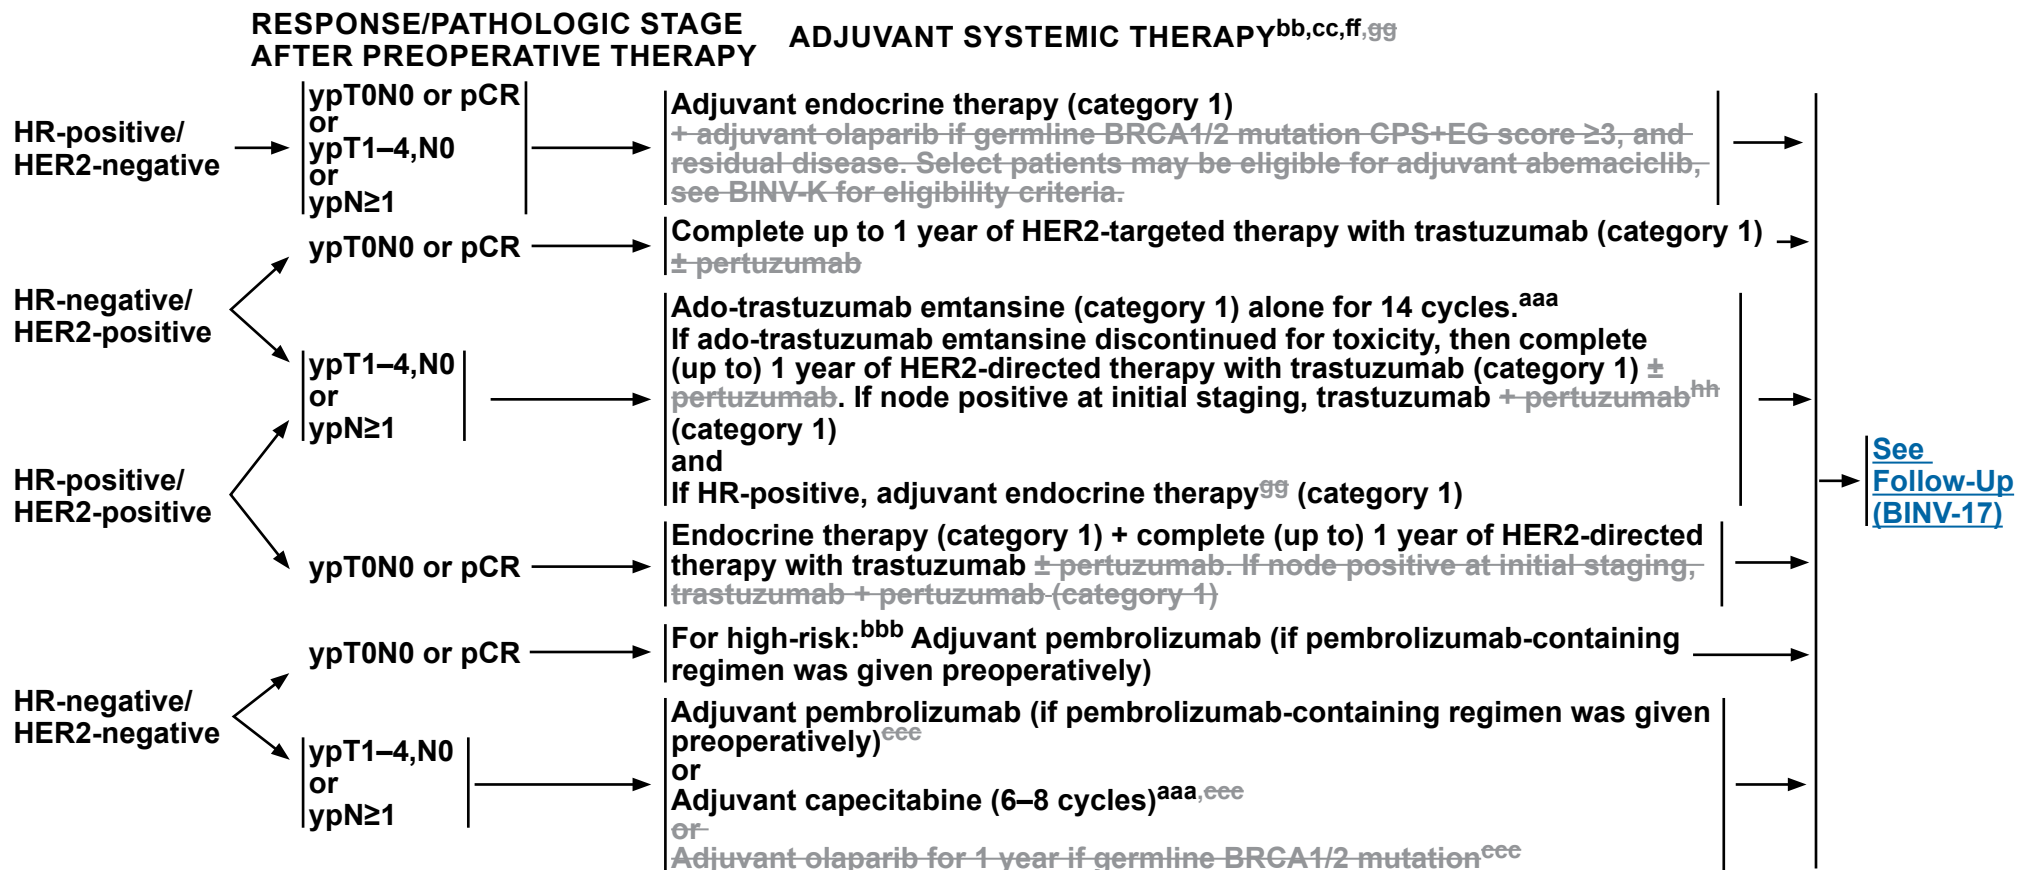 RESPONSE/PATHOLOGIC STAGE
AFTER PREOPERATIVE THERAPY
ADJUVANT SYSTEMIC THERAPYbb,cc,ff,gg
HR-positive/
HER2-negative
ypT0N0 or pCR
or
ypT1–4,N0
or
ypN≥1
Adjuvant endocrine therapy (category 1)
+ adjuvant olaparib if germline BRCA1/2 mutation CPS+EG score ≥3, and
residual disease. Select patients may be eligible for adjuvant abemaciclib,
see BINV-K for eligibility criteria.
HR-negative/
HER2-positive
ypT0N0 or pCR
Complete up to 1 year of HER2-targeted therapy with trastuzumab (category 1)
± pertuzumab
ypT1–4,N0
or
ypN≥1
Ado-trastuzumab emtansine (category 1) alone for 14 cycles.aaa
If ado-trastuzumab emtansine discontinued for toxicity, then complete
(up to) 1 year of HER2-directed therapy with trastuzumab (category 1) ±
pertuzumab. If node positive at initial staging, trastuzumab + pertuzumabhh
(category 1)
and
If HR-positive, adjuvant endocrine therapygg (category 1)
HR-positive/
HER2-positive
ypT0N0 or pCR
Endocrine therapy (category 1) + complete (up to) 1 year of HER2-directed
therapy with trastuzumab ± pertuzumab. If node positive at initial staging,
trastuzumab + pertuzumab (category 1)
HR-negative/
HER2-negative
ypT0N0 or pCR
For high-risk:bbb Adjuvant pembrolizumab (if pembrolizumab-containing
regimen was given preoperatively)
ypT1–4,N0
or
ypN≥1
Adjuvant pembrolizumab (if pembrolizumab-containing regimen was given
preoperatively)ccc
or
Adjuvant capecitabine (6–8 cycles)aaa,ccc
or
Adjuvant olaparib for 1 year if germline BRCA1/2 mutationccc
See
Follow-Up
(BINV-17)